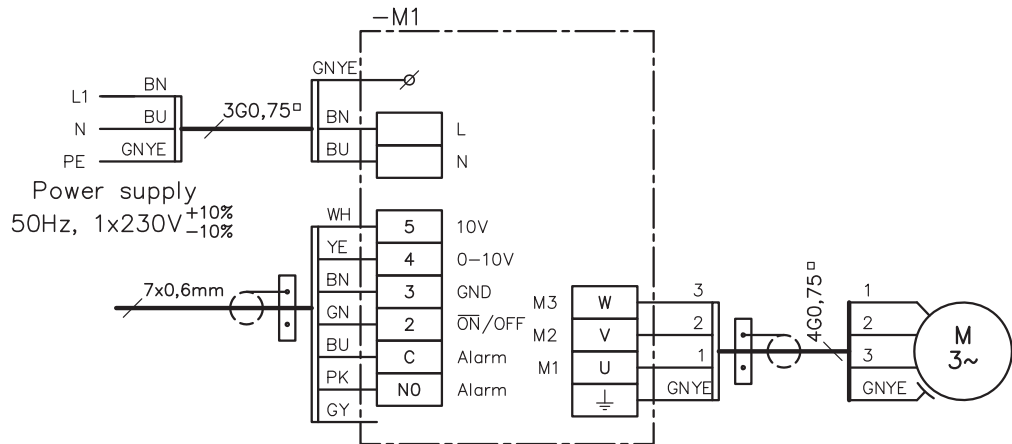 -M1
GNYE
L1 BN
N BU
PE GNYE
3G0,75□
BN L
BU N
Power supply
50Hz, 1x230V +10% -10%
WH 5 10V
YE 4 0-10V
BN 3 GND
GN 2 O̅N̅/OFF
BU C Alarm
PK NO Alarm
GY
7x0,6mm
M3 W 3
M2 V 2
M1 U 1
GNYE
4G0,75□
1
2
3
GNYE
M
3~